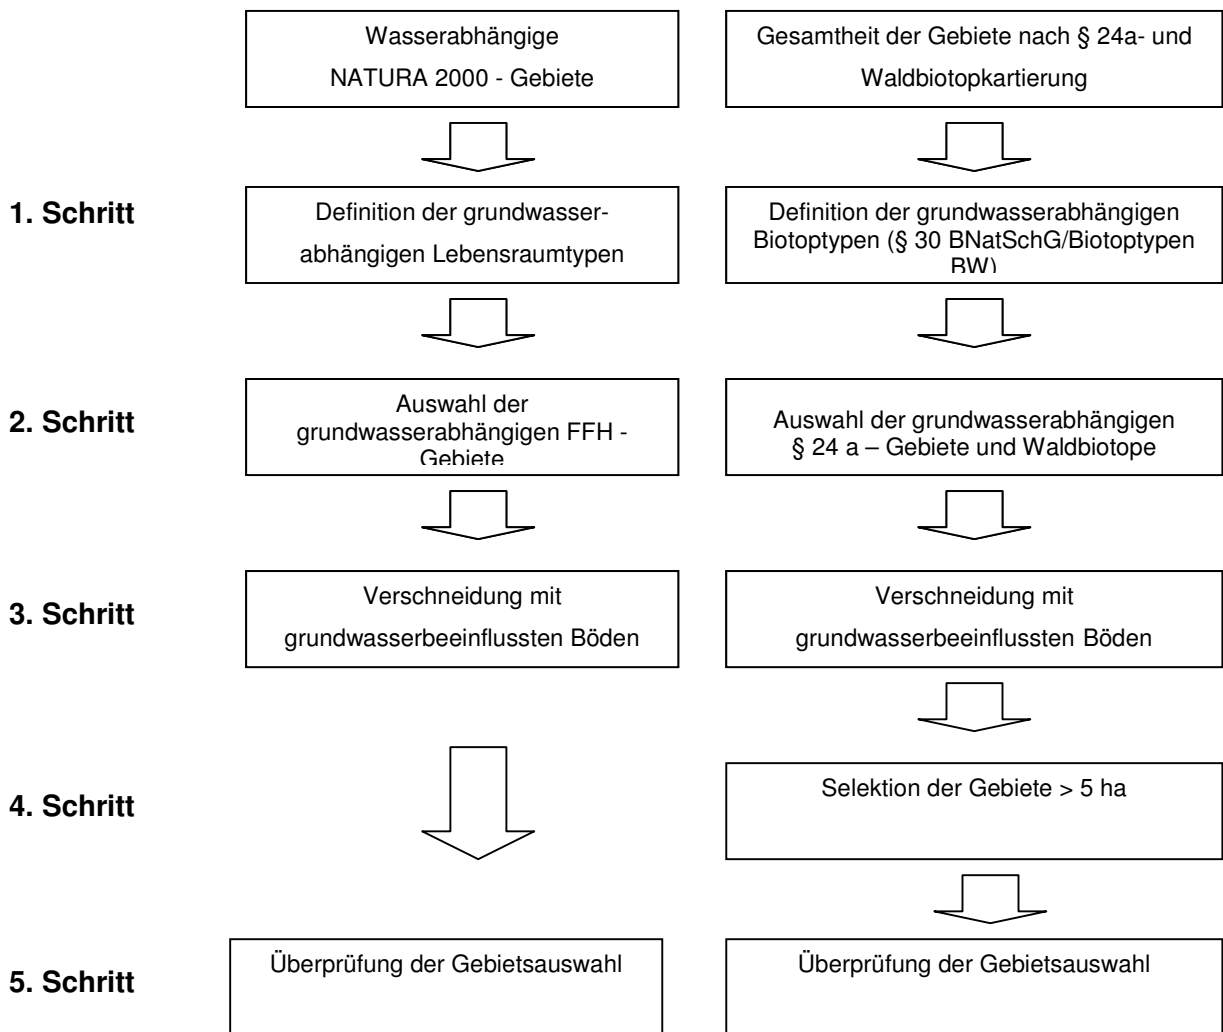 Wasserabhängige
NATURA 2000 - Gebiete
Gesamtheit der Gebiete nach § 24a- und
Waldbiotopkartierung
1. Schritt
Definition der grundwasser-
abhängigen Lebensraumtypen
Definition der grundwasserabhängigen
Biotoptypen (§ 30 BNatSchG/Biotoptypen
BW)
2. Schritt
Auswahl der
grundwasserabhängigen FFH -
Gebiete
Auswahl der grundwasserabhängigen
§ 24 a – Gebiete und Waldbiotope
3. Schritt
Verschneidung mit
grundwasserbeeinflussten Böden
Verschneidung mit
grundwasserbeeinflussten Böden
4. Schritt
Selektion der Gebiete > 5 ha
5. Schritt
Überprüfung der Gebietsauswahl
Überprüfung der Gebietsauswahl